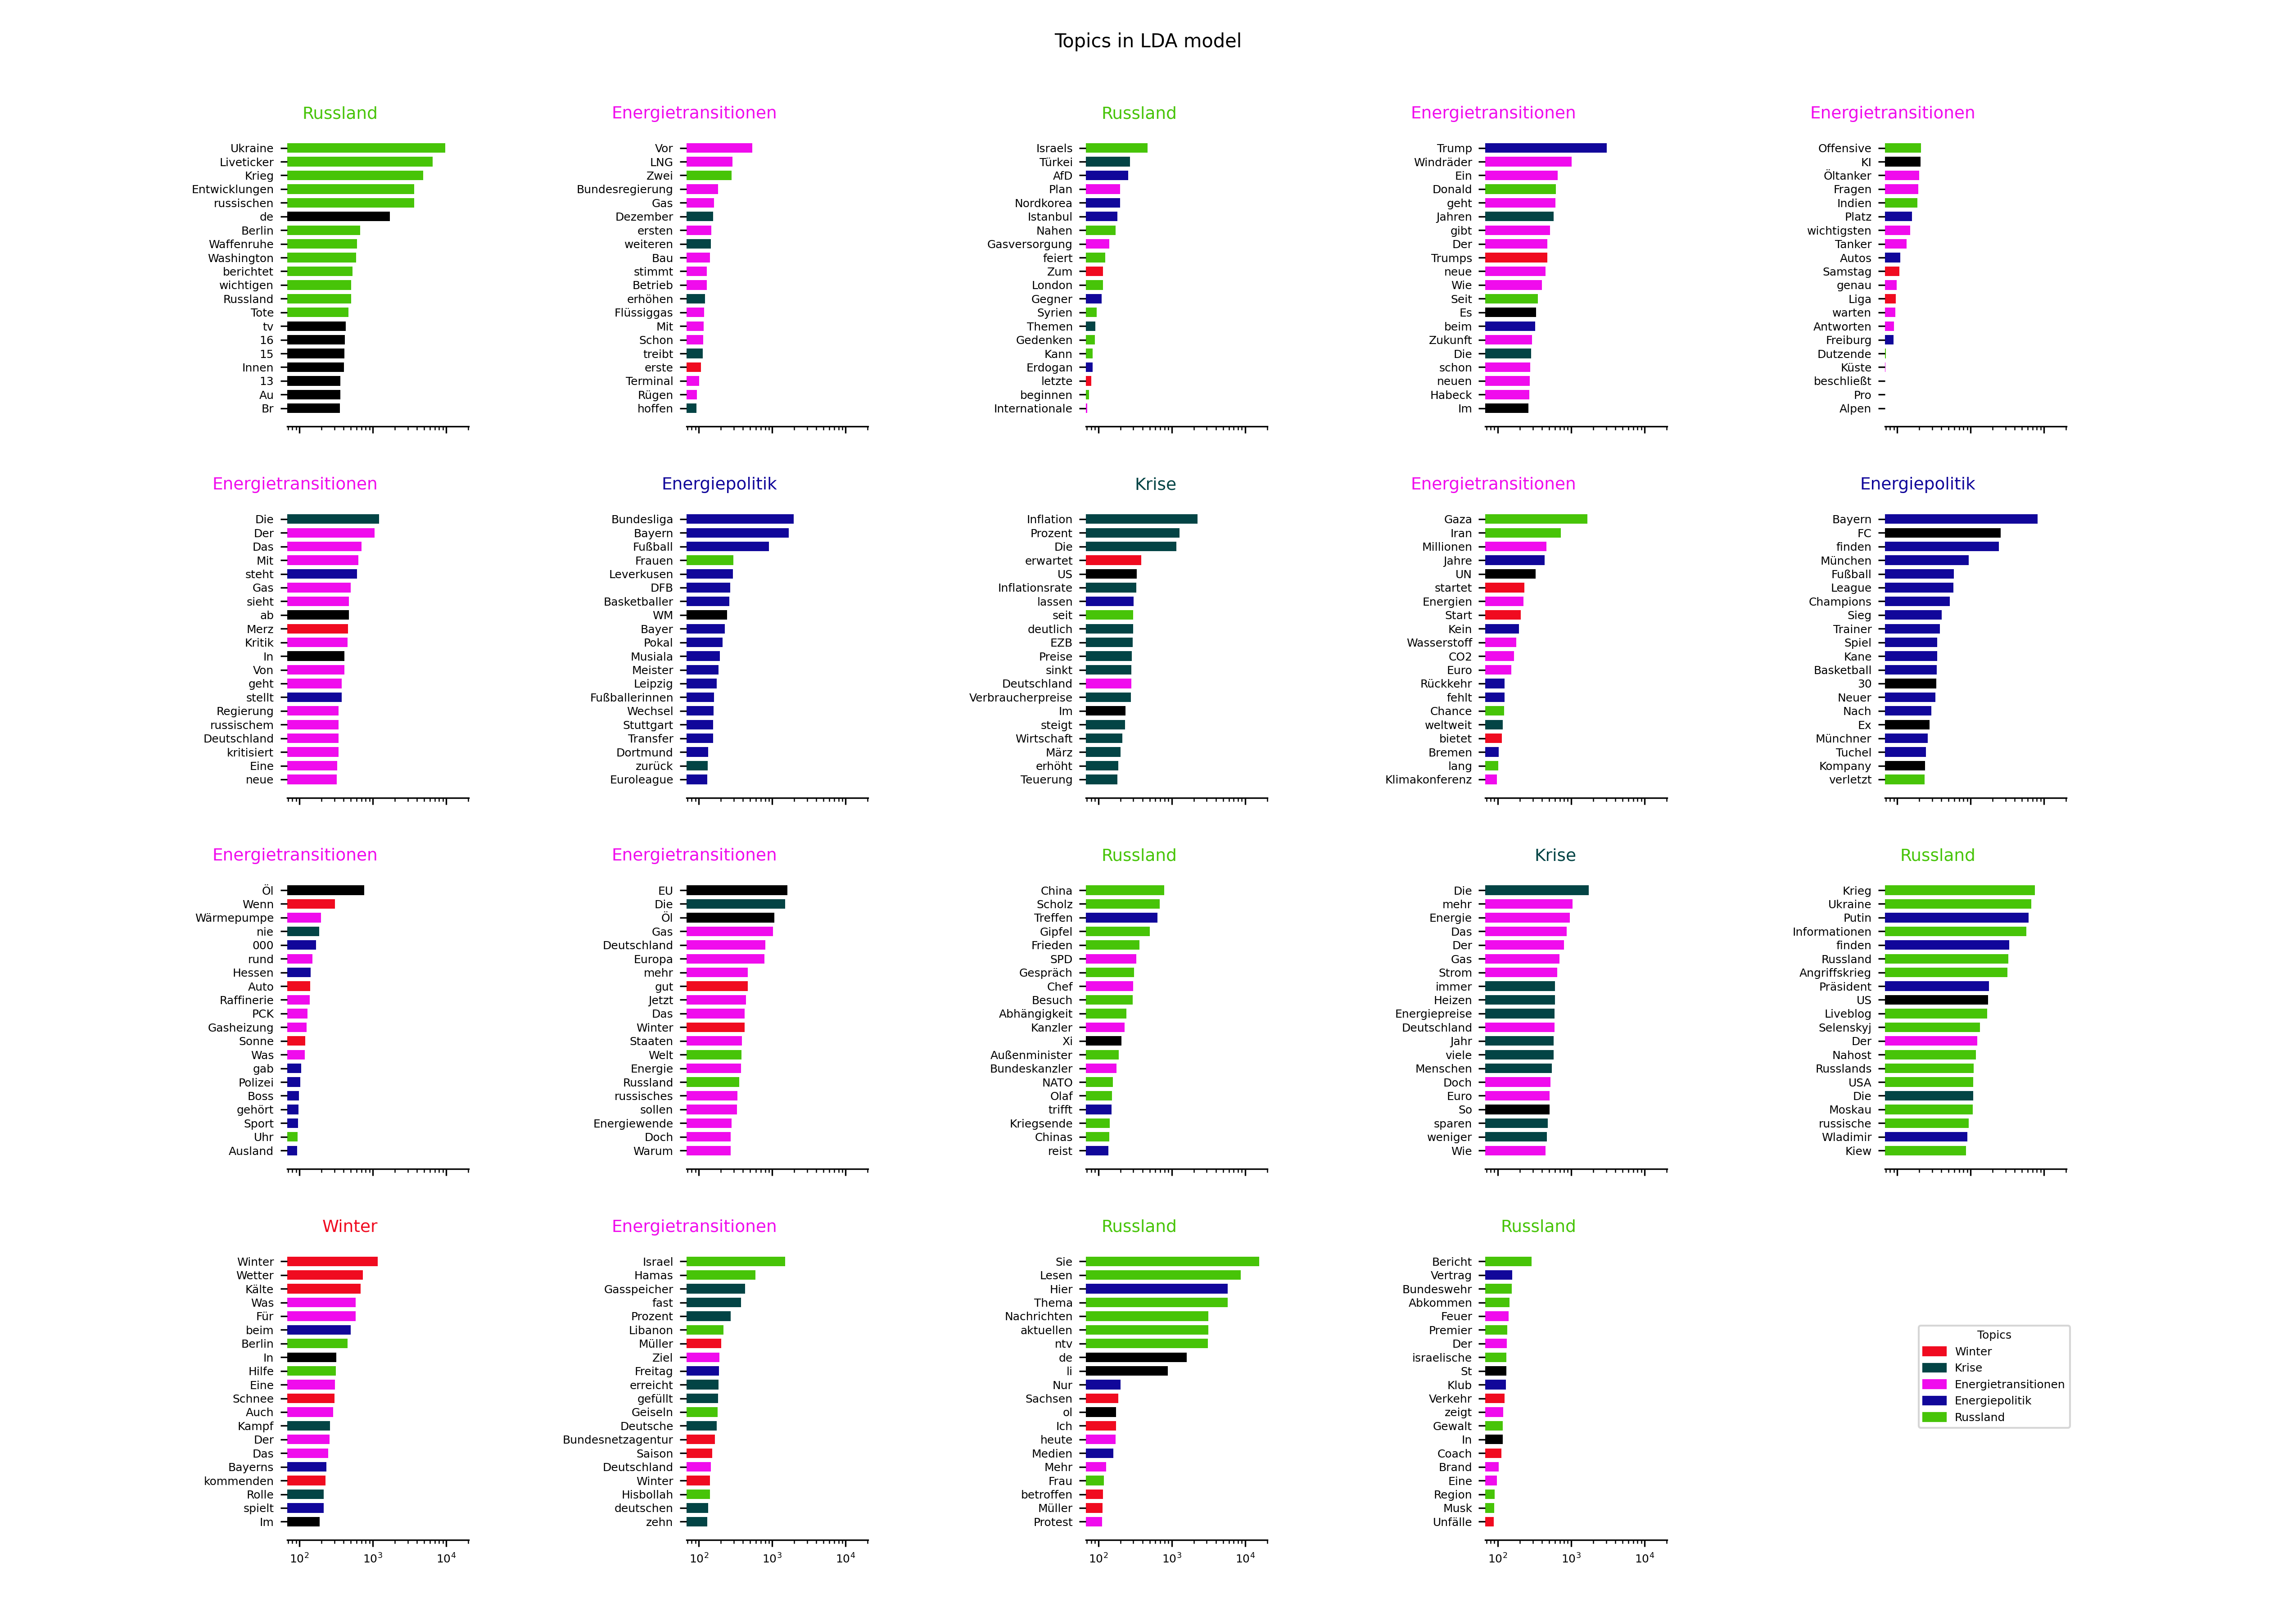 Topics in LDA model
Russland
Ukraine
Liveticker
Krieg
Entwicklungen
russischen
de
Berlin
Waffenruhe
Washington
berichtet
wichtigen
Russland
Tote
tv
16
15
Innen
13
Au
Br
Energietransitionen
Vor
LNG
Zwei
Bundesregierung
Gas
Dezember
ersten
weiteren
Bau
stimmt
Betrieb
erhöhen
Flüssiggas
Mit
Schon
treibt
erste
Terminal
Rügen
hoffen
Russland
Israels
Türkei
AfD
Plan
Nordkorea
Istanbul
Nahen
Gasversorgung
feiert
Zum
London
Gegner
Syrien
Themen
Gedenken
Kann
Erdogan
letzte
beginnen
Internationale
Energietransitionen
Trump
Windräder
Ein
Donald
geht
Jahren
gibt
Der
Trumps
neue
Wie
Seit
Es
beim
Zukunft
Die
schon
neuen
Habeck
Im
Energietransitionen
Offensive
KI
Öltanker
Fragen
Indien
Platz
wichtigsten
Tanker
Autos
Samstag
genau
Liga
warten
Antworten
Freiburg
Dutzende
Küste
beschließt
Pro
Alpen
Energietransitionen
Die
Der
Das
Mit
steht
Gas
sieht
ab
Merz
Kritik
In
Von
geht
stellt
Regierung
russischem
Deutschland
kritisiert
Eine
neue
Energiepolitik
Bundesliga
Bayern
Fußball
Frauen
Leverkusen
DFB
Basketballer
WM
Bayer
Pokal
Musiala
Meister
Leipzig
Fußballerinnen
Wechsel
Stuttgart
Transfer
Dortmund
zurück
Euroleague
Krise
Inflation
Prozent
Die
erwartet
US
Inflationsrate
lassen
seit
deutlich
EZB
Preise
sinkt
Deutschland
Verbraucherpreise
Im
steigt
Wirtschaft
März
erhöht
Teuerung
Energietransitionen
Gaza
Iran
Millionen
Jahre
UN
startet
Energien
Start
Kein
Wasserstoff
CO2
Euro
Rückkehr
fehlt
Chance
weltweit
bietet
Bremen
lang
Klimakonferenz
Energiepolitik
Bayern
FC
finden
München
Fußball
League
Champions
Sieg
Trainer
Spiel
Kane
Basketball
30
Neuer
Nach
Ex
Münchner
Tuchel
Kompany
verletzt
Energietransitionen
Öl
Wenn
Wärmepumpe
nie
000
rund
Hessen
Auto
Raffinerie
PCK
Gasheizung
Sonne
Was
gab
Polizei
Boss
gehört
Sport
Uhr
Ausland
Energietransitionen
EU
Die
Öl
Gas
Deutschland
Europa
mehr
gut
Jetzt
Das
Winter
Staaten
Welt
Energie
Russland
russisches
sollen
Energiewende
Doch
Warum
Russland
China
Scholz
Treffen
Gipfel
Frieden
SPD
Gespräch
Chef
Besuch
Abhängigkeit
Kanzler
Xi
Außenminister
Bundeskanzler
NATO
Olaf
trifft
Kriegsende
Chinas
reist
Krise
Die
mehr
Energie
Das
Der
Gas
Strom
immer
Heizen
Energiepreise
Deutschland
Jahr
viele
Menschen
Doch
Euro
So
sparen
weniger
Wie
Russland
Krieg
Ukraine
Putin
Informationen
finden
Russland
Angriffskrieg
Präsident
US
Liveblog
Selenskyj
Der
Nahost
Russlands
USA
Die
Moskau
russische
Wladimir
Kiew
Winter
Winter
Wetter
Kälte
Was
Für
beim
Berlin
In
Hilfe
Eine
Schnee
Auch
Kampf
Der
Das
Bayerns
kommenden
Rolle
spielt
Im
10² 10³ 10⁴
Energietransitionen
Israel
Hamas
Gasspeicher
fast
Prozent
Libanon
Müller
Ziel
Freitag
erreicht
gefüllt
Geiseln
Deutsche
Bundesnetzagentur
Saison
Deutschland
Winter
Hisbollah
deutschen
zehn
10² 10³ 10⁴
Russland
Sie
Lesen
Hier
Thema
Nachrichten
aktuellen
ntv
de
li
Nur
Sachsen
ol
Ich
heute
Medien
Mehr
Frau
betroffen
Müller
Protest
10² 10³ 10⁴
Russland
Bericht
Vertrag
Bundeswehr
Abkommen
Feuer
Premier
Der
israelische
St
Klub
Verkehr
zeigt
Gewalt
In
Coach
Brand
Eine
Region
Musk
Unfälle
10² 10³ 10⁴
Topics
Winter
Krise
Energietransitionen
Energiepolitik
Russland